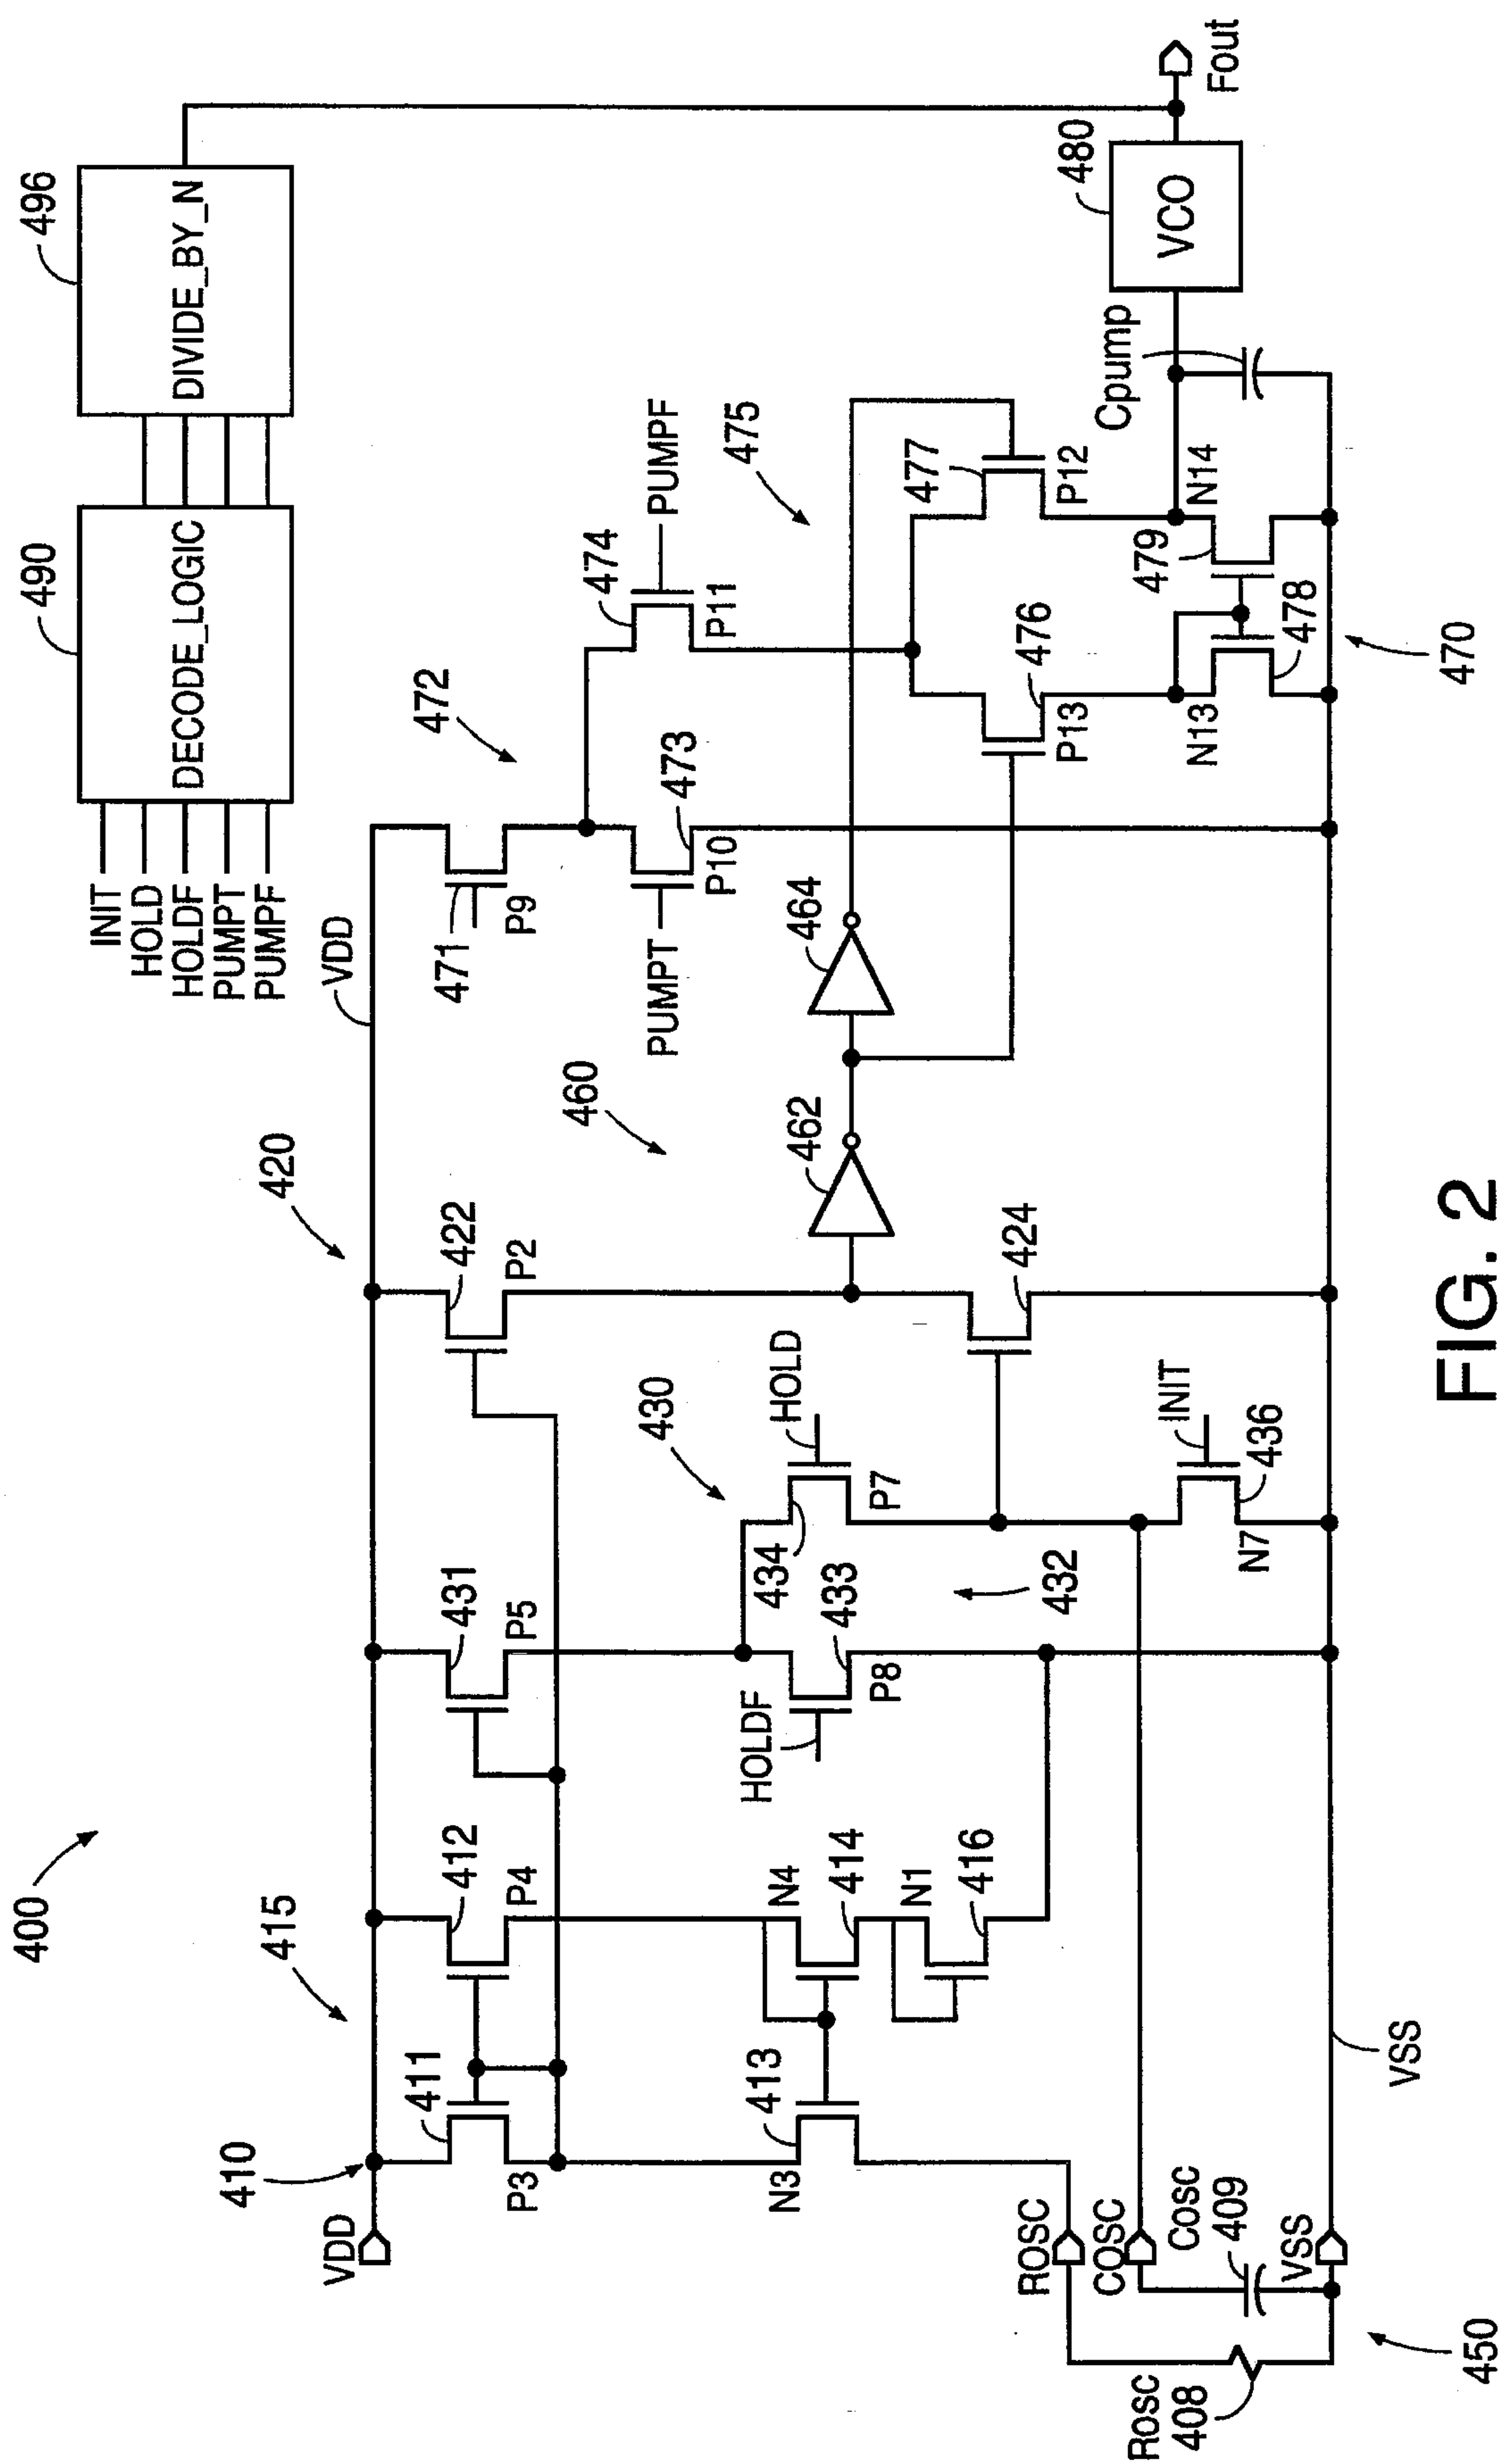 400
410
415
420
VDD
VDD
411
P3
412
P4
431
P5
422
P2
430
460
472
471
P9
PUMPT
473
P10
474
PUMPF
P11
475
INIT
HOLD
HOLDF
PUMPT
PUMPF
490
DECODE_LOGIC
496
DIVIDE_BY_N
N3
413
N4
414
N1
416
HOLDF
433
P8
434
HOLD
P7
432
424
462
464
INIT
436
N7
476
P13
477
P12
N13
478
479
N14
470
Cpump
480
VCO
Fout
ROSC
COSC
VSS
Cosc
409
Rosc
408
450
VSS
FIG. 2